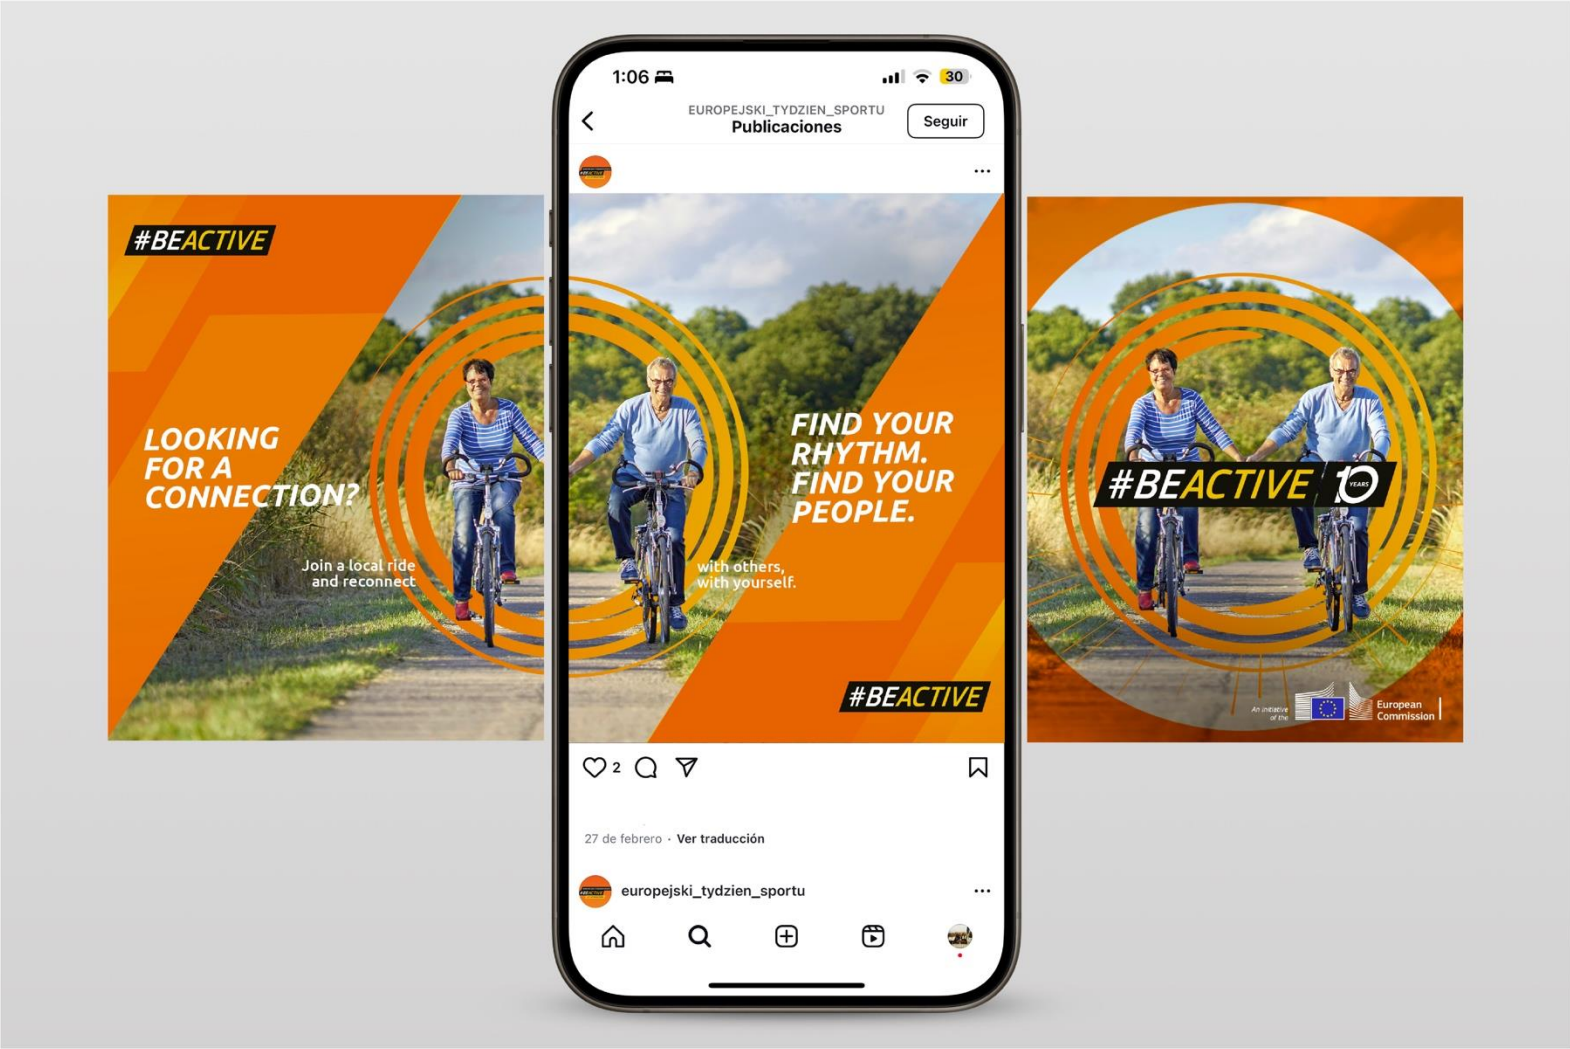 #BEACTIVE
LOOKING
FOR A
CONNECTION?
Join a local ride
and reconnect
1:06
30
EUROPEJSKI_TYDZIEN_SPORTU
Publicaciones
Seguir
FIND YOUR
RHYTHM.
FIND YOUR
PEOPLE.
with others,
with yourself.
#BEACTIVE
2
27 de febrero · Ver traducción
europejski_tydzien_sportu
#BEACTIVE 10
YEARS
An initiative
of the
European
Commission